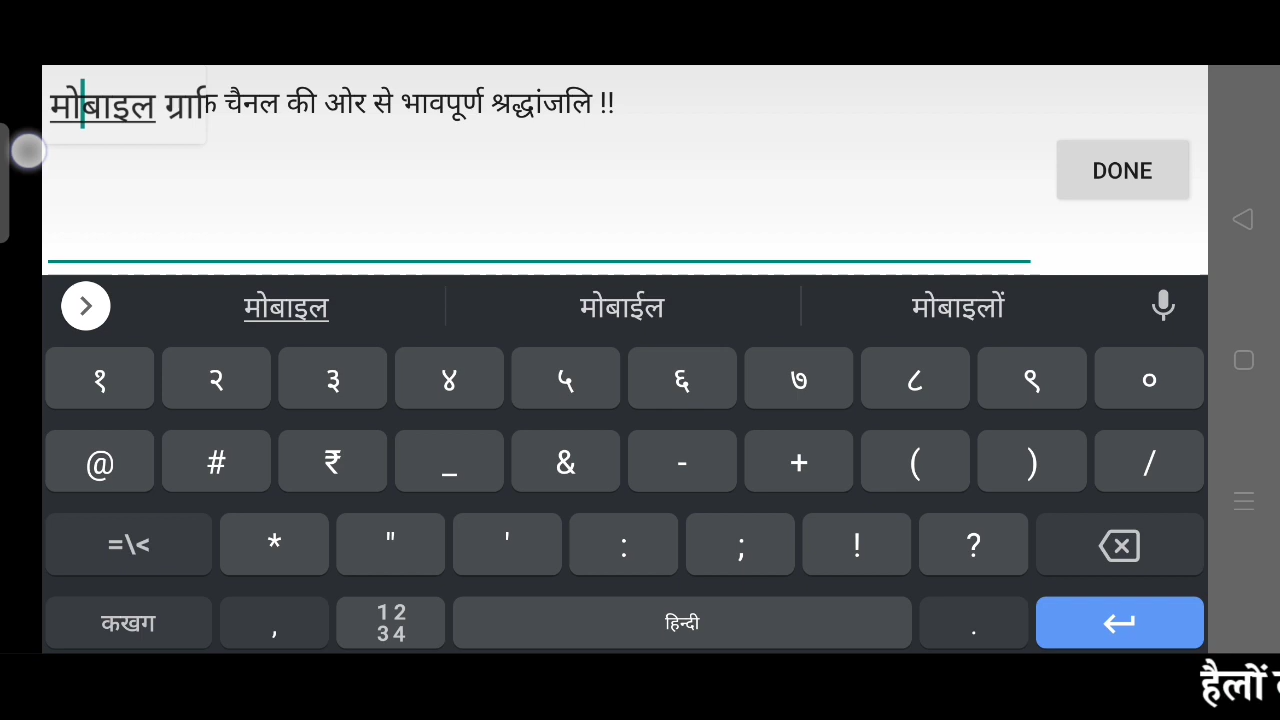 मोबाइल ग्राफिक चैनल की ओर से भावपूर्ण श्रद्धांजलि !!
DONE
मोबाइल मोबाईल मोबाइलों
१ २ ३ ४ ५ ६ ७ ८ ९ ०
@ # ₹ _ & - + ( ) /
=\< * " ' : ; ! ?
कखग , 12 34 हिन्दी .
हैलों